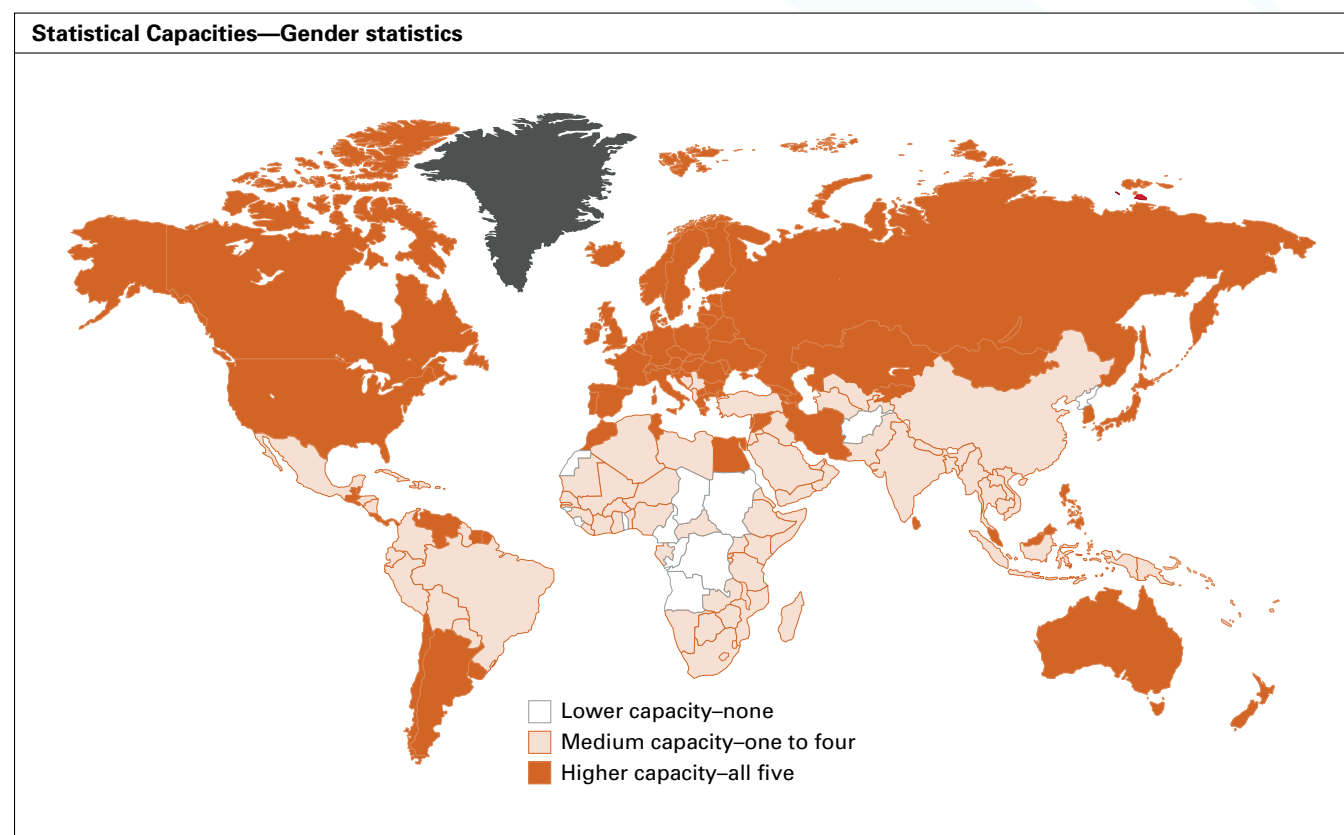 Statistical Capacities—Gender statistics
Lower capacity–none
Medium capacity–one to four
Higher capacity–all five